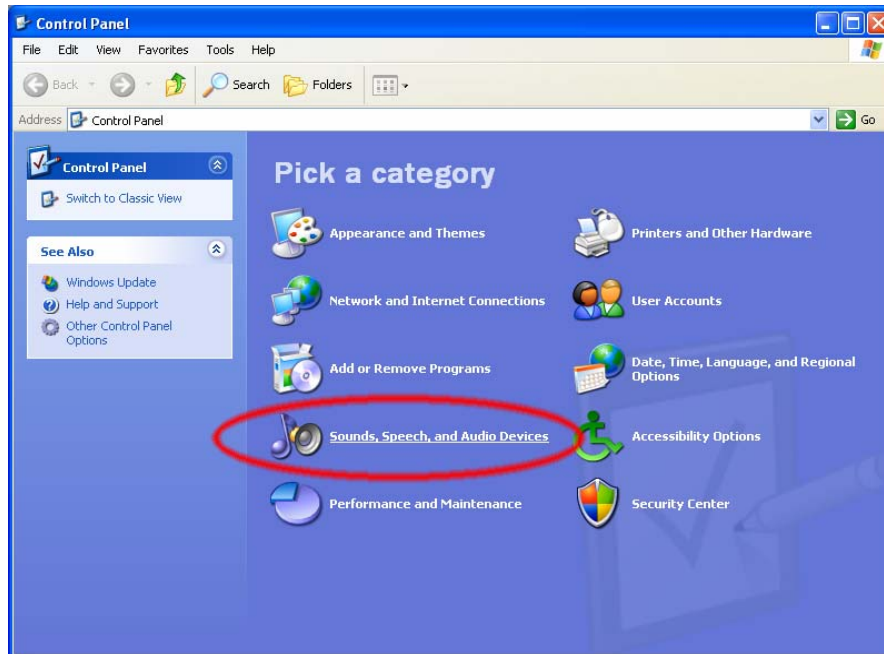 Control Panel
File Edit View Favorites Tools Help
Back Search Folders
Address Control Panel Go
Control Panel
Switch to Classic View
See Also
Windows Update
Help and Support
Other Control Panel
Options
Pick a category
Appearance and Themes
Printers and Other Hardware
Network and Internet Connections
User Accounts
Add or Remove Programs
Date, Time, Language, and Regional
Options
Sounds, Speech, and Audio Devices
Accessibility Options
Performance and Maintenance
Security Center